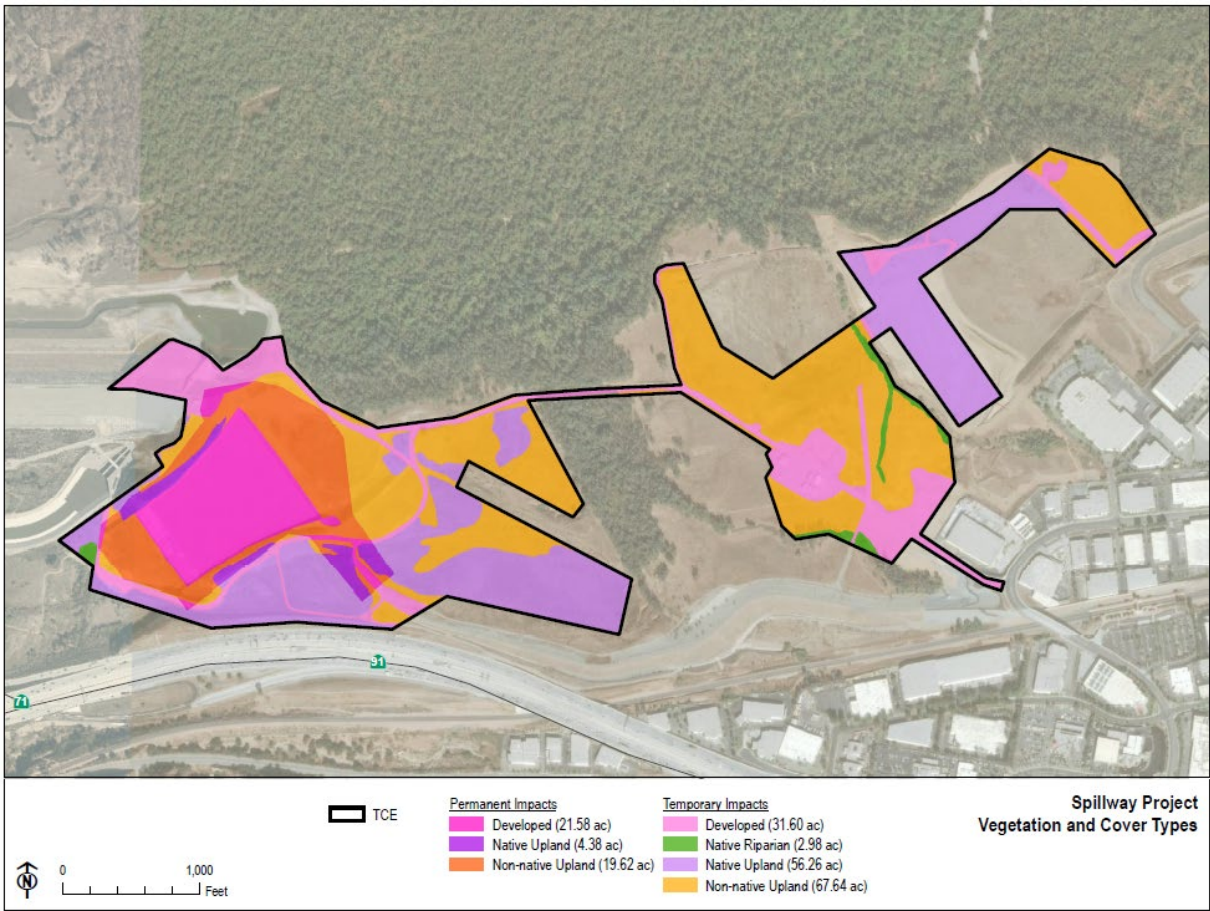 91
71
TCE
Permanent Impacts
Developed (21.58 ac)
Native Upland (4.38 ac)
Non-native Upland (19.62 ac)
Temporary Impacts
Developed (31.60 ac)
Native Riparian (2.98 ac)
Native Upland (56.26 ac)
Non-native Upland (67.64 ac)
Spillway Project
Vegetation and Cover Types
N
0 1,000
Feet